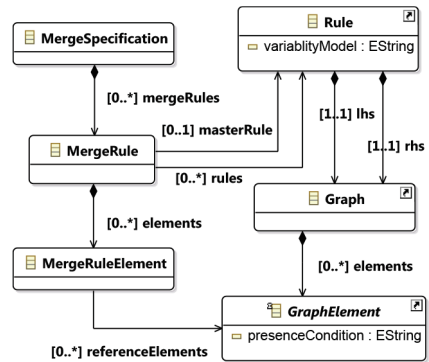 Rule
MergeSpecification
variablityModel : EString
[0..*] mergeRules
[1..1] lhs
[0..1] masterRule
[1..1] rhs
MergeRule
[0..*] rules
Graph
[0..*] elements
MergeRuleElement
[0..*] elements
a
GraphElement
presenceCondition : EString
[0..*] referenceElements